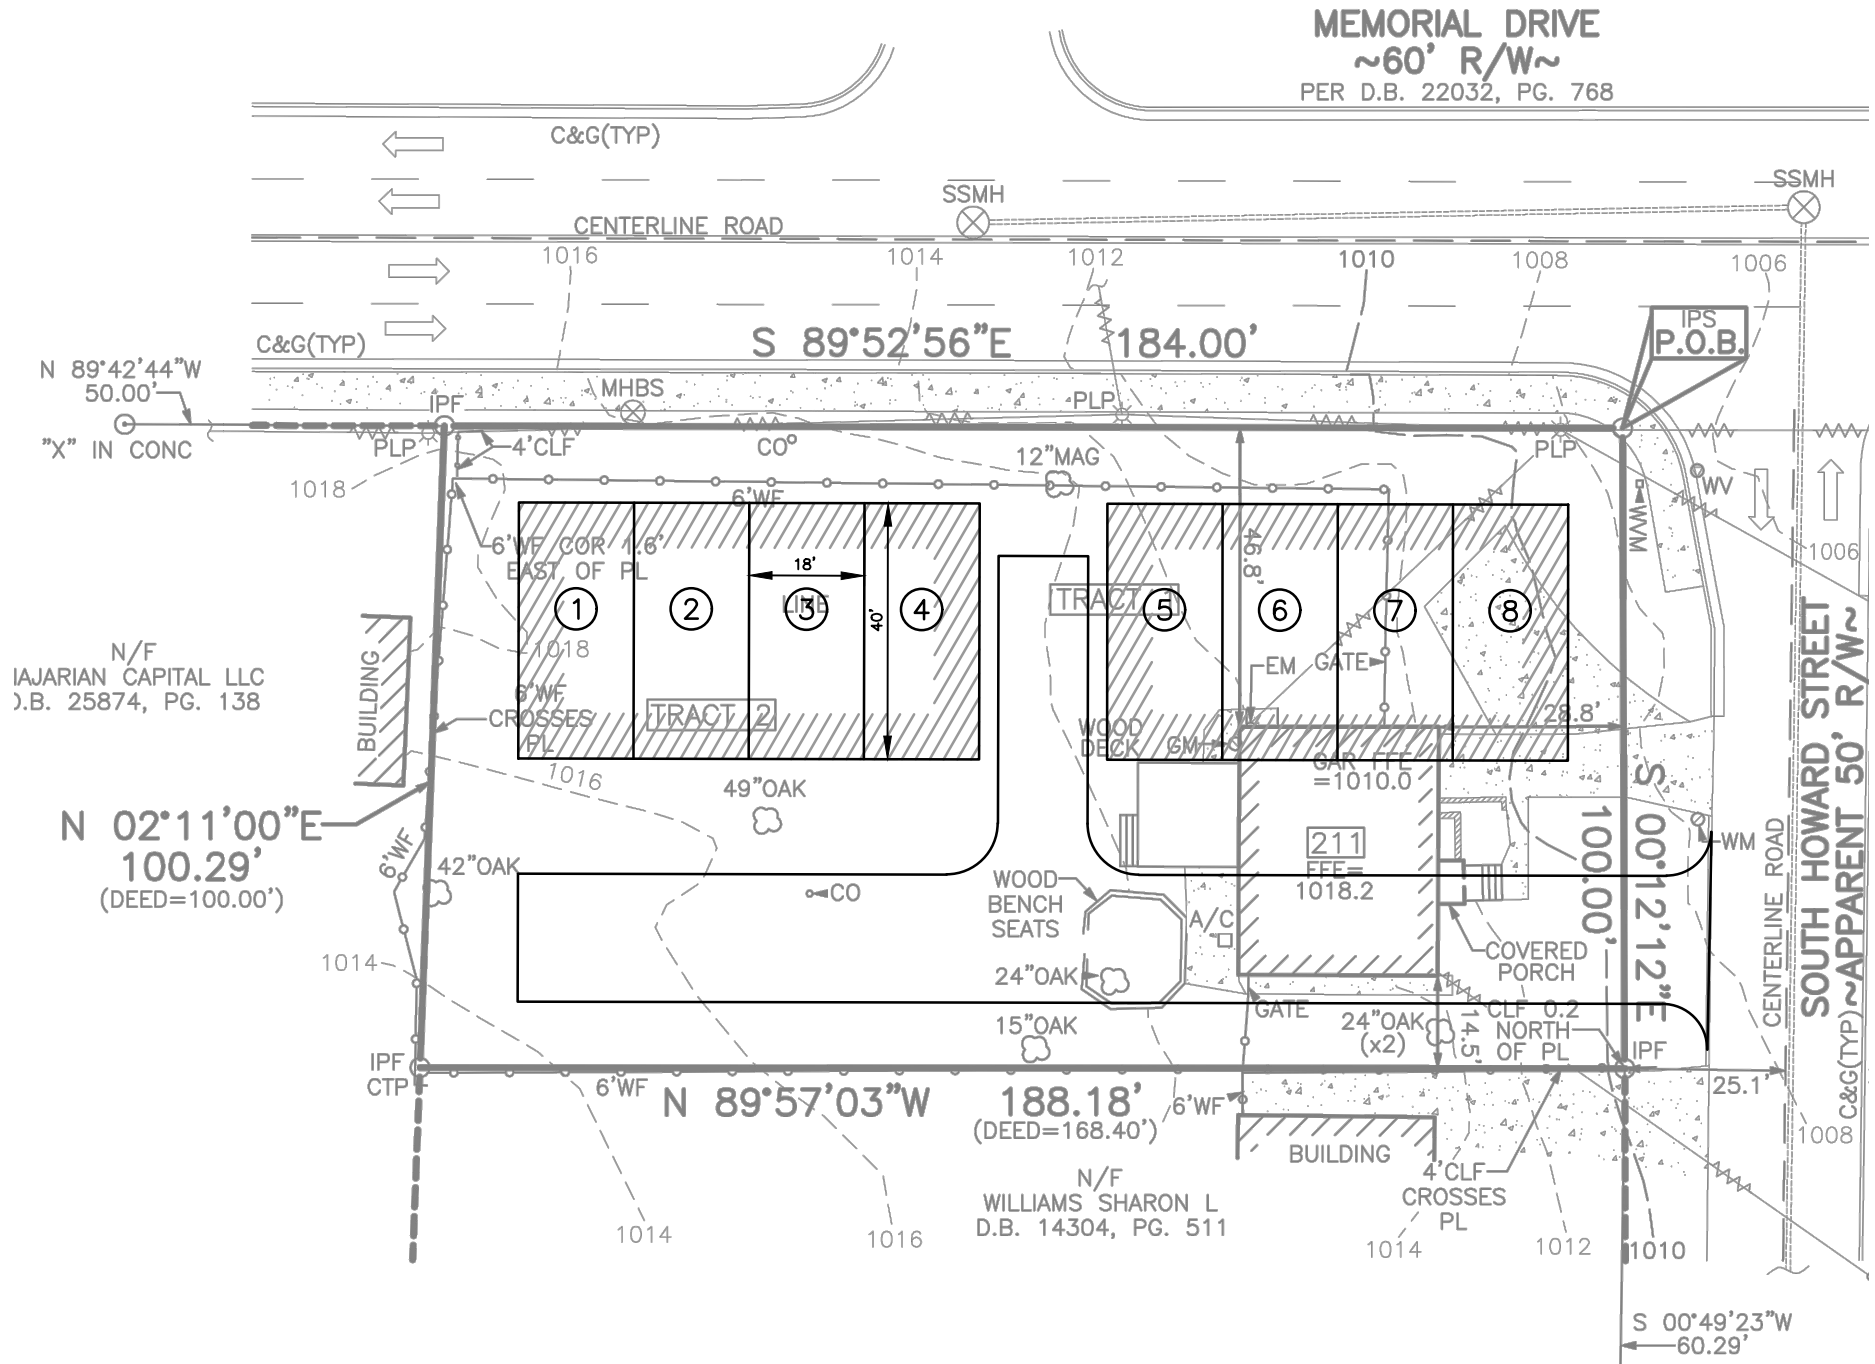 MEMORIAL DRIVE
~60' R/W~
PER D.B. 22032, PG. 768
C&G(TYP)
SSMH
SSMH
CENTERLINE ROAD
1016
1014
1012
1010
1008
1006
C&G(TYP)
S 89°52'56"E 184.00'
IPS
P.O.B.
N 89°42'44"W
50.00'
"X" IN CONC
IPF
MHBS
PLP
PLP
4'CLF
CO
12"MAG
PLP
WV
1018
6'WF
WM
6'WF COR 1.6'
EAST OF PL
18'
46.8'
1006
LINE
TRACT
1
2
3
4
5
6
7
8
40'
N/F
IAJARIAN CAPITAL LLC
D.B. 25874, PG. 138
BUILDING
1018
6'WF
CROSSES
PL
TRACT 2
EM
GATE
WOOD
DECK
GM
28.8'
GAR FFE
=1010.0
1016
49"OAK
N 02°11'00"E
100.29'
(DEED=100.00')
6'WF
42"OAK
CO
WOOD
BENCH
SEATS
211
FFE=
1018.2
A/C
WM
S 00°12'12"E
100.00'
SOUTH HOWARD STREET
~APPARENT 50' R/W~
CENTERLINE ROAD
C&G(TYP)
COVERED
PORCH
1014
24"OAK
GATE
15"OAK
24"OAK
(x2)
14.5'
CLF 0.2
NORTH
OF PL
IPF
IPF
CTP
6'WF
N 89°57'03"W 188.18'
(DEED=168.40')
6'WF
25.1'
1008
BUILDING
N/F
WILLIAMS SHARON L
D.B. 14304, PG. 511
4'CLF
CROSSES
PL
1014
1016
1014
1012
1010
S 00°49'23"W
60.29'